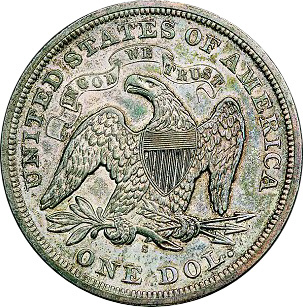 UNITED STATES OF AMERICA
IN GOD WE TRUST
S
ONE DOL.